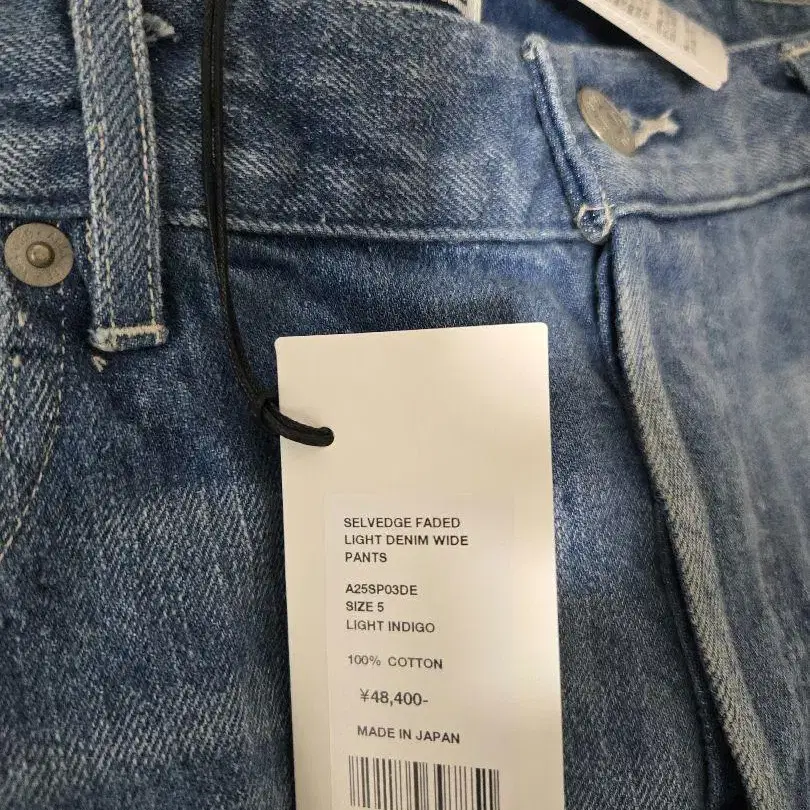 SELVEDGE FADED
LIGHT DENIM WIDE
PANTS
A25SP03DE
SIZE 5
LIGHT INDIGO
100% COTTON
¥48,400-
MADE IN JAPAN